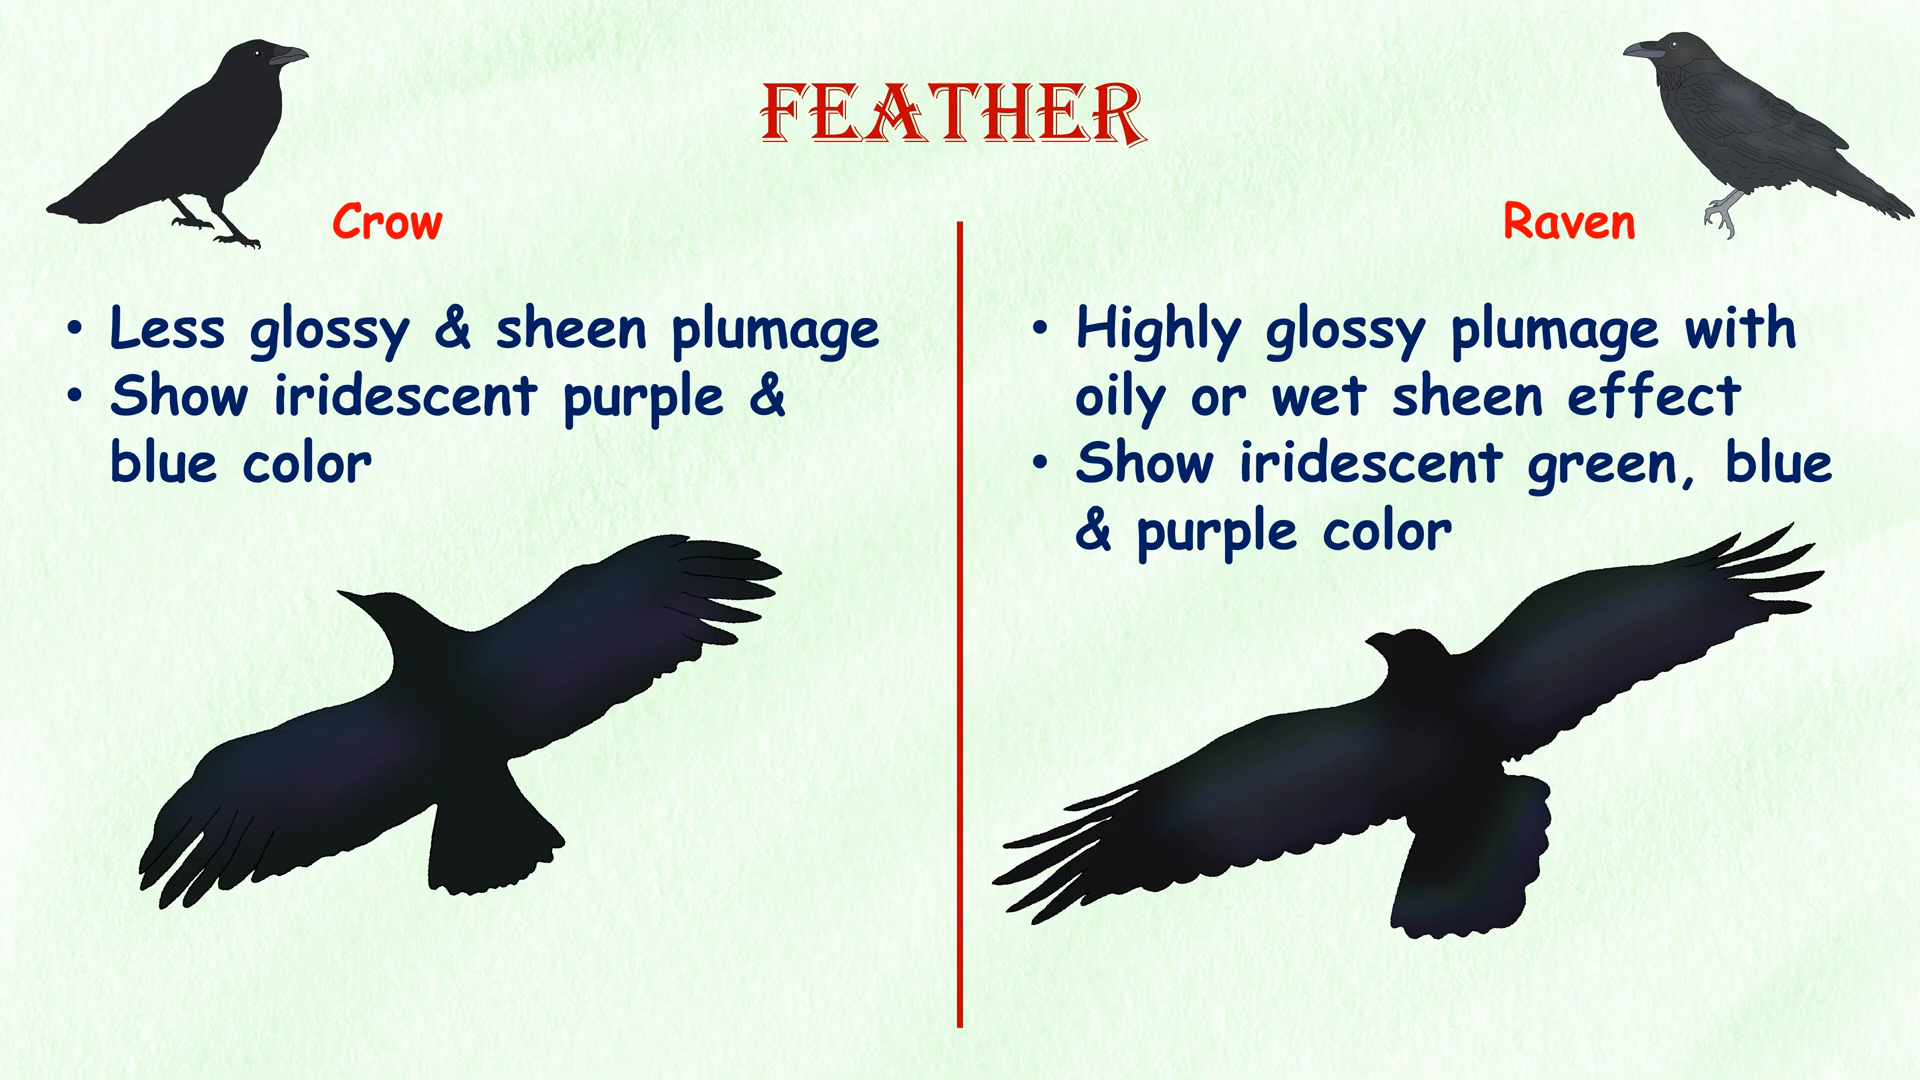 FEATHER
Crow
• Less glossy & sheen plumage
• Show iridescent purple &
blue color
Raven
• Highly glossy plumage with
oily or wet sheen effect
• Show iridescent green, blue
& purple color